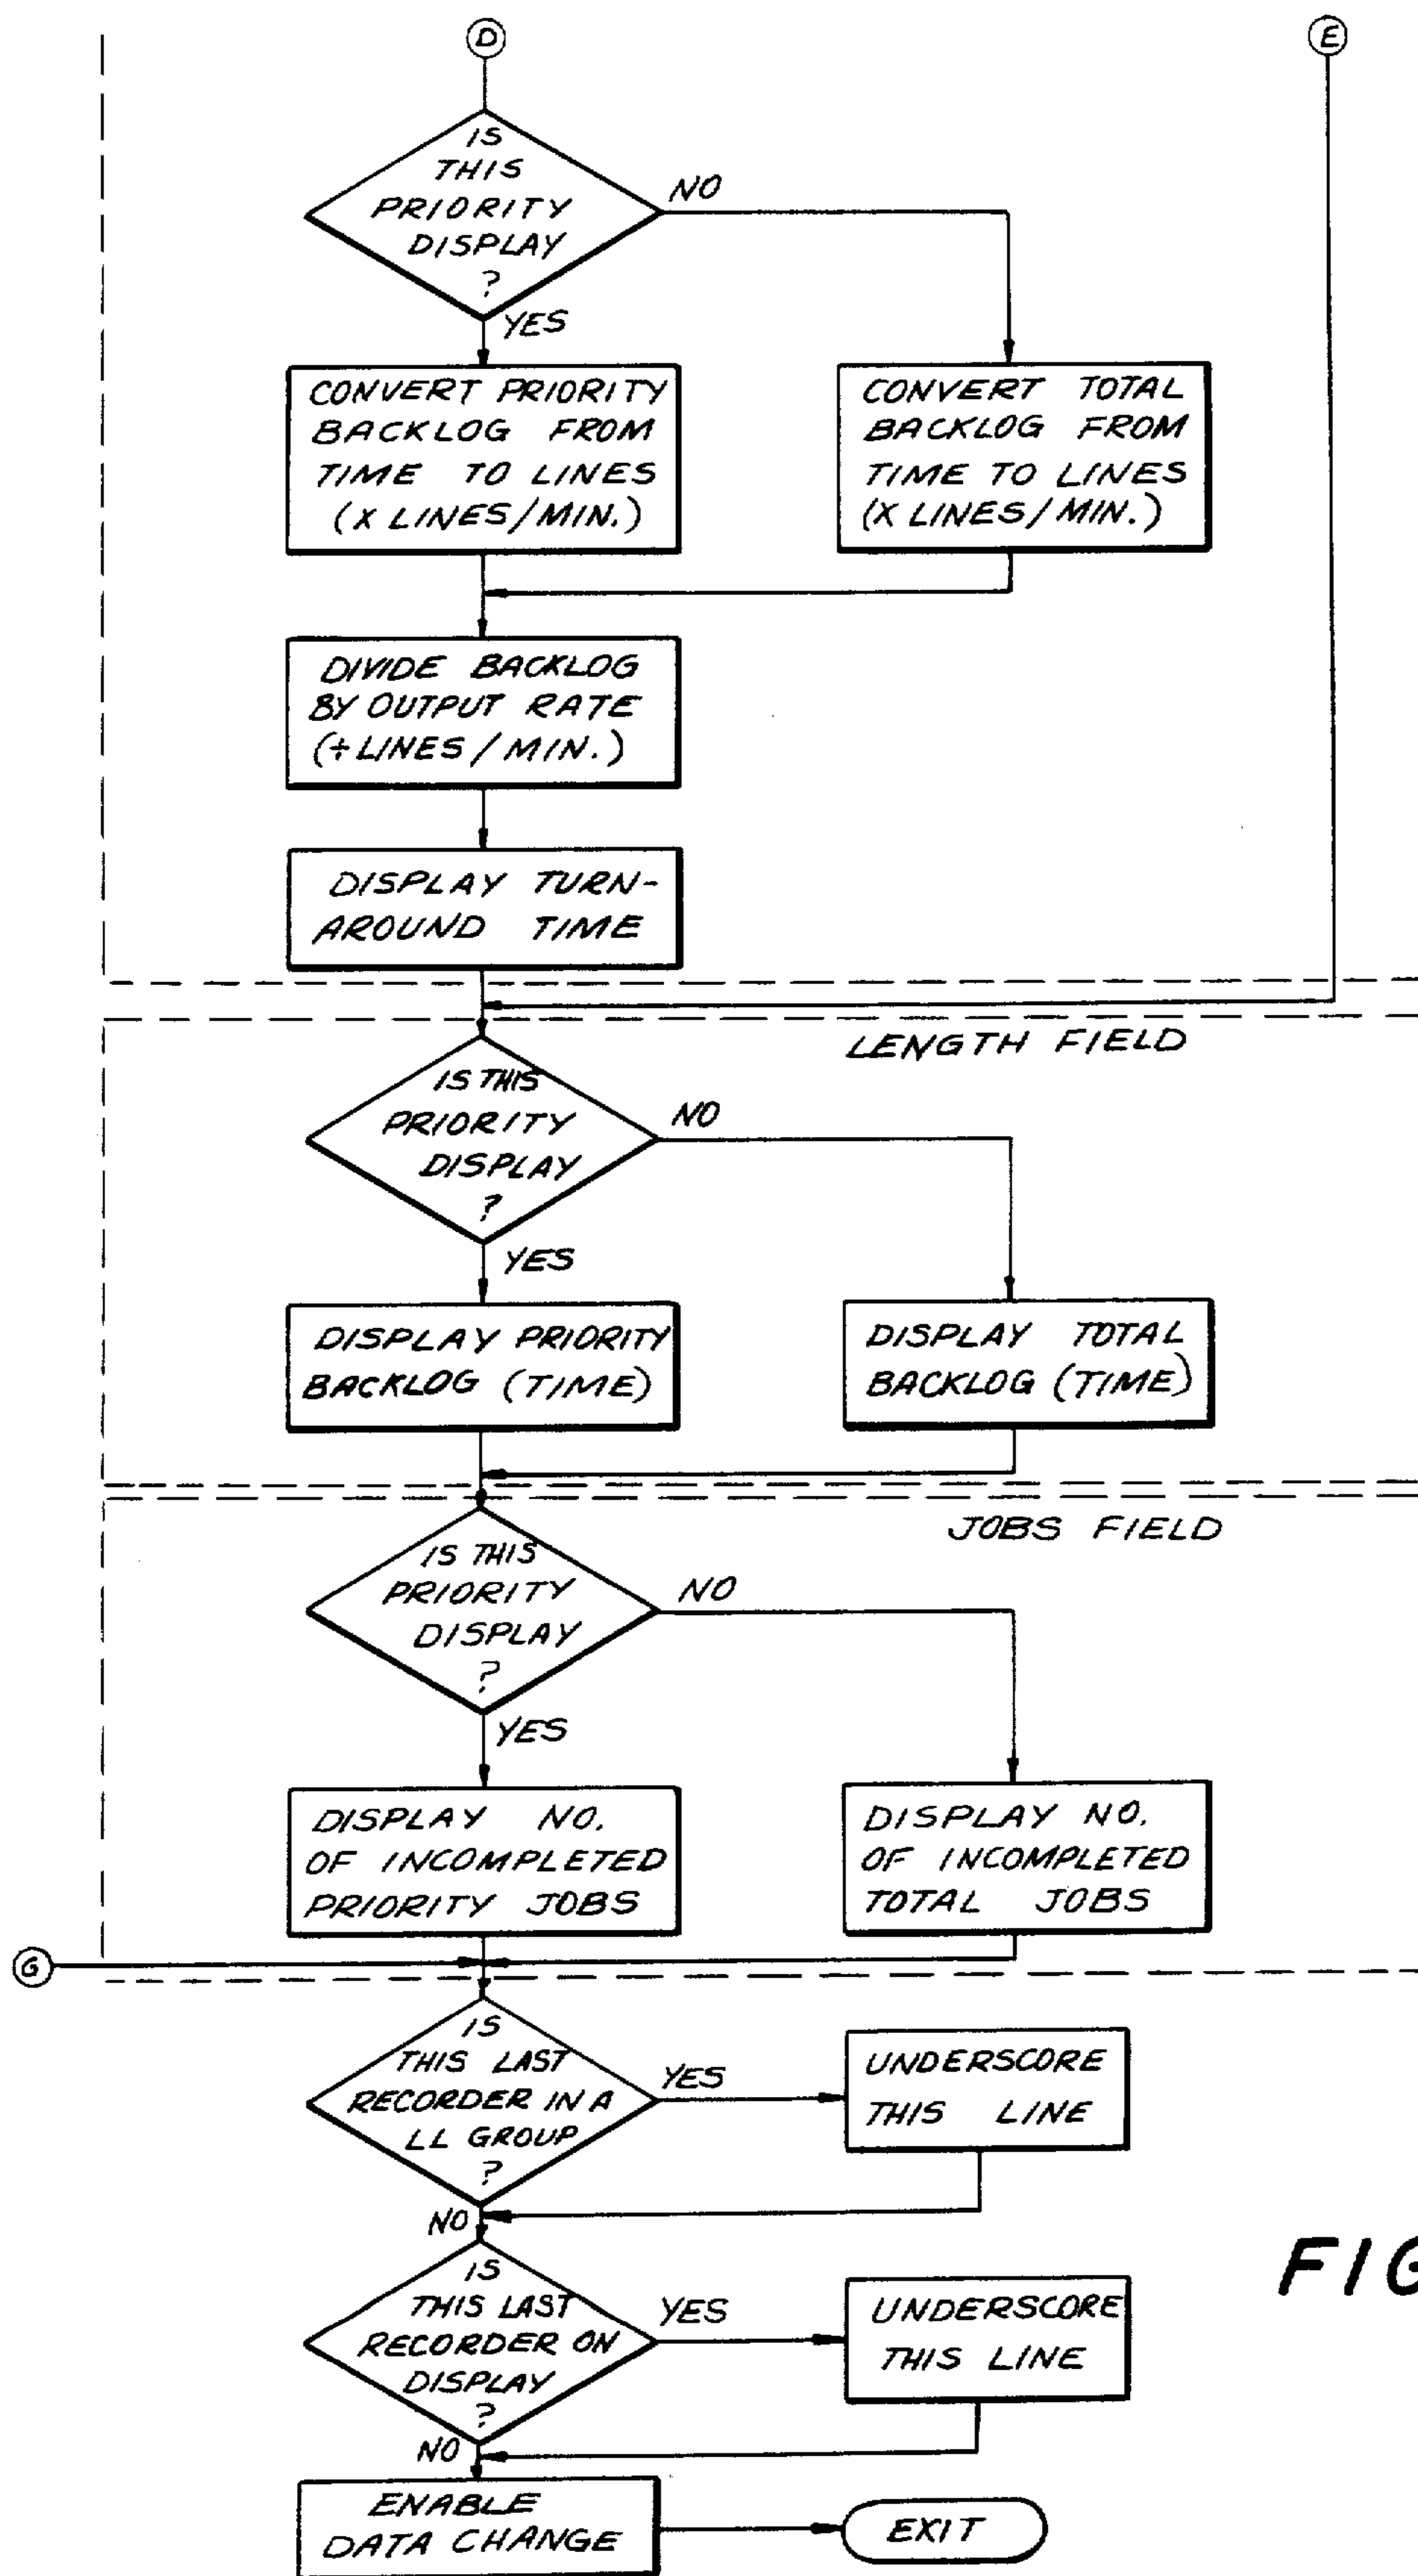 D
E
IS
THIS
PRIORITY
DISPLAY
?
NO
YES
CONVERT PRIORITY
BACKLOG FROM
TIME TO LINES
(X LINES/MIN.)
CONVERT TOTAL
BACKLOG FROM
TIME TO LINES
(X LINES/MIN.)
DIVIDE BACKLOG
BY OUTPUT RATE
(÷LINES/MIN.)
DISPLAY TURN-
AROUND TIME
LENGTH FIELD
IS THIS
PRIORITY
DISPLAY
?
NO
YES
DISPLAY PRIORITY
BACKLOG (TIME)
DISPLAY TOTAL
BACKLOG (TIME)
JOBS FIELD
IS THIS
PRIORITY
DISPLAY
?
NO
YES
DISPLAY NO.
OF INCOMPLETED
PRIORITY JOBS
DISPLAY NO.
OF INCOMPLETED
TOTAL JOBS
G
IS
THIS LAST
RECORDER IN A
LL GROUP
?
YES
UNDERSCORE
THIS LINE
NO
IS
THIS LAST
RECORDER ON
DISPLAY
?
YES
UNDERSCORE
THIS LINE
NO
FIG
ENABLE
DATA CHANGE
EXIT